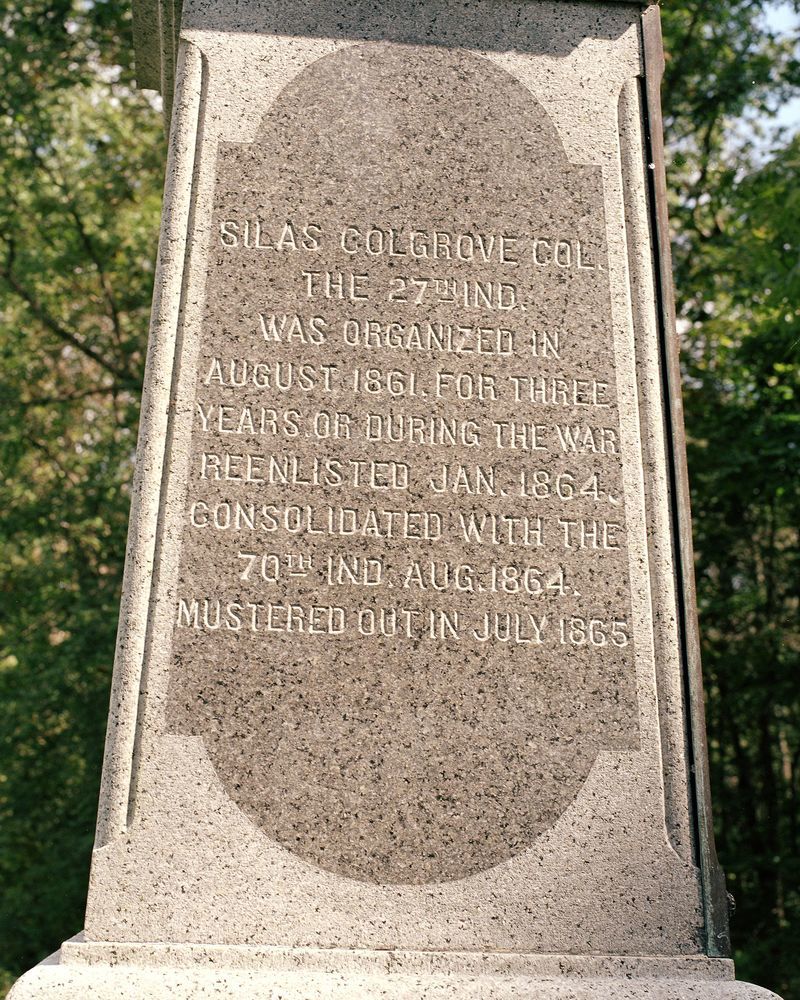 SILAS COLGROVE COL.
THE 27TH IND.
WAS ORGANIZED IN
AUGUST 1861. FOR THREE
YEARS. OR DURING THE WAR
REENLISTED JAN. 1864.
CONSOLIDATED WITH THE
70TH IND. AUG. 1864.
MUSTERED OUT IN JULY 1865